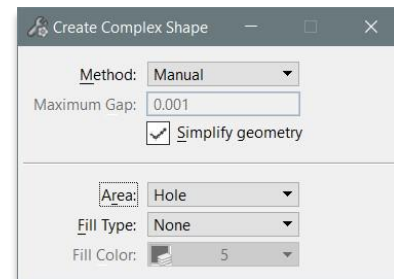 Create Complex Shape
Method: Manual
Maximum Gap: 0.001
Simplify geometry
Area: Hole
Fill Type: None
Fill Color: 5